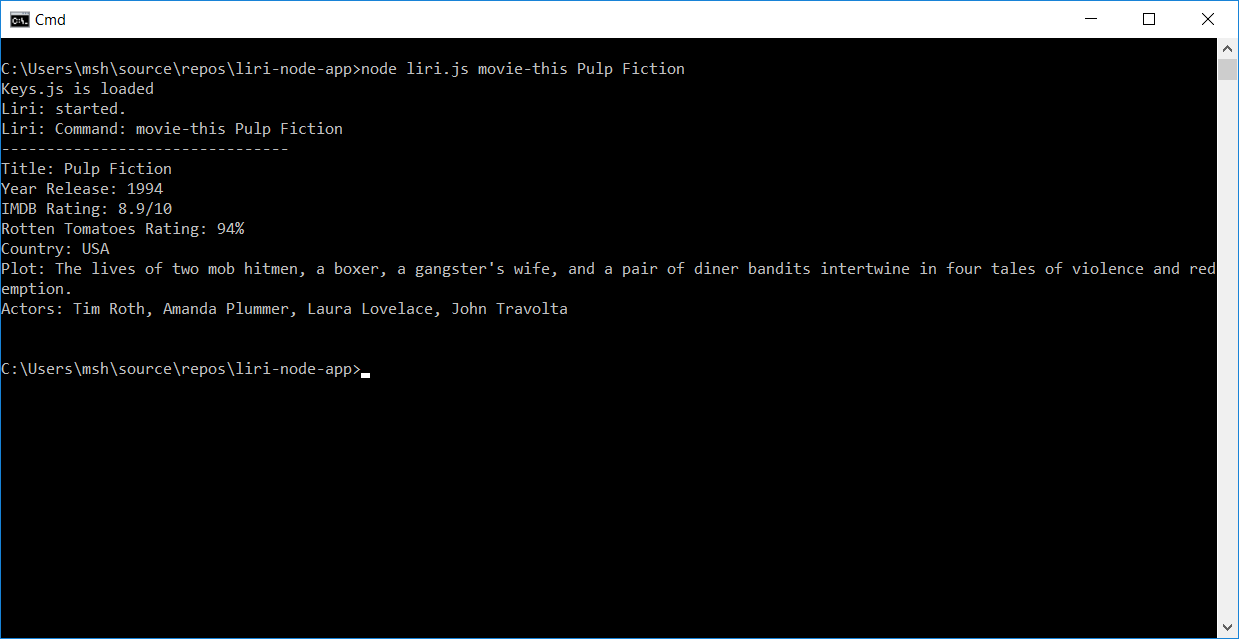 Cmd
C:\Users\msh\source\repos\liri-node-app>node liri.js movie-this Pulp Fiction
Keys.js is loaded
Liri: started.
Liri: Command: movie-this Pulp Fiction
--------------------------------
Title: Pulp Fiction
Year Release: 1994
IMDB Rating: 8.9/10
Rotten Tomatoes Rating: 94%
Country: USA
Plot: The lives of two mob hitmen, a boxer, a gangster's wife, and a pair of diner bandits intertwine in four tales of violence and red
emption.
Actors: Tim Roth, Amanda Plummer, Laura Lovelace, John Travolta
C:\Users\msh\source\repos\liri-node-app>